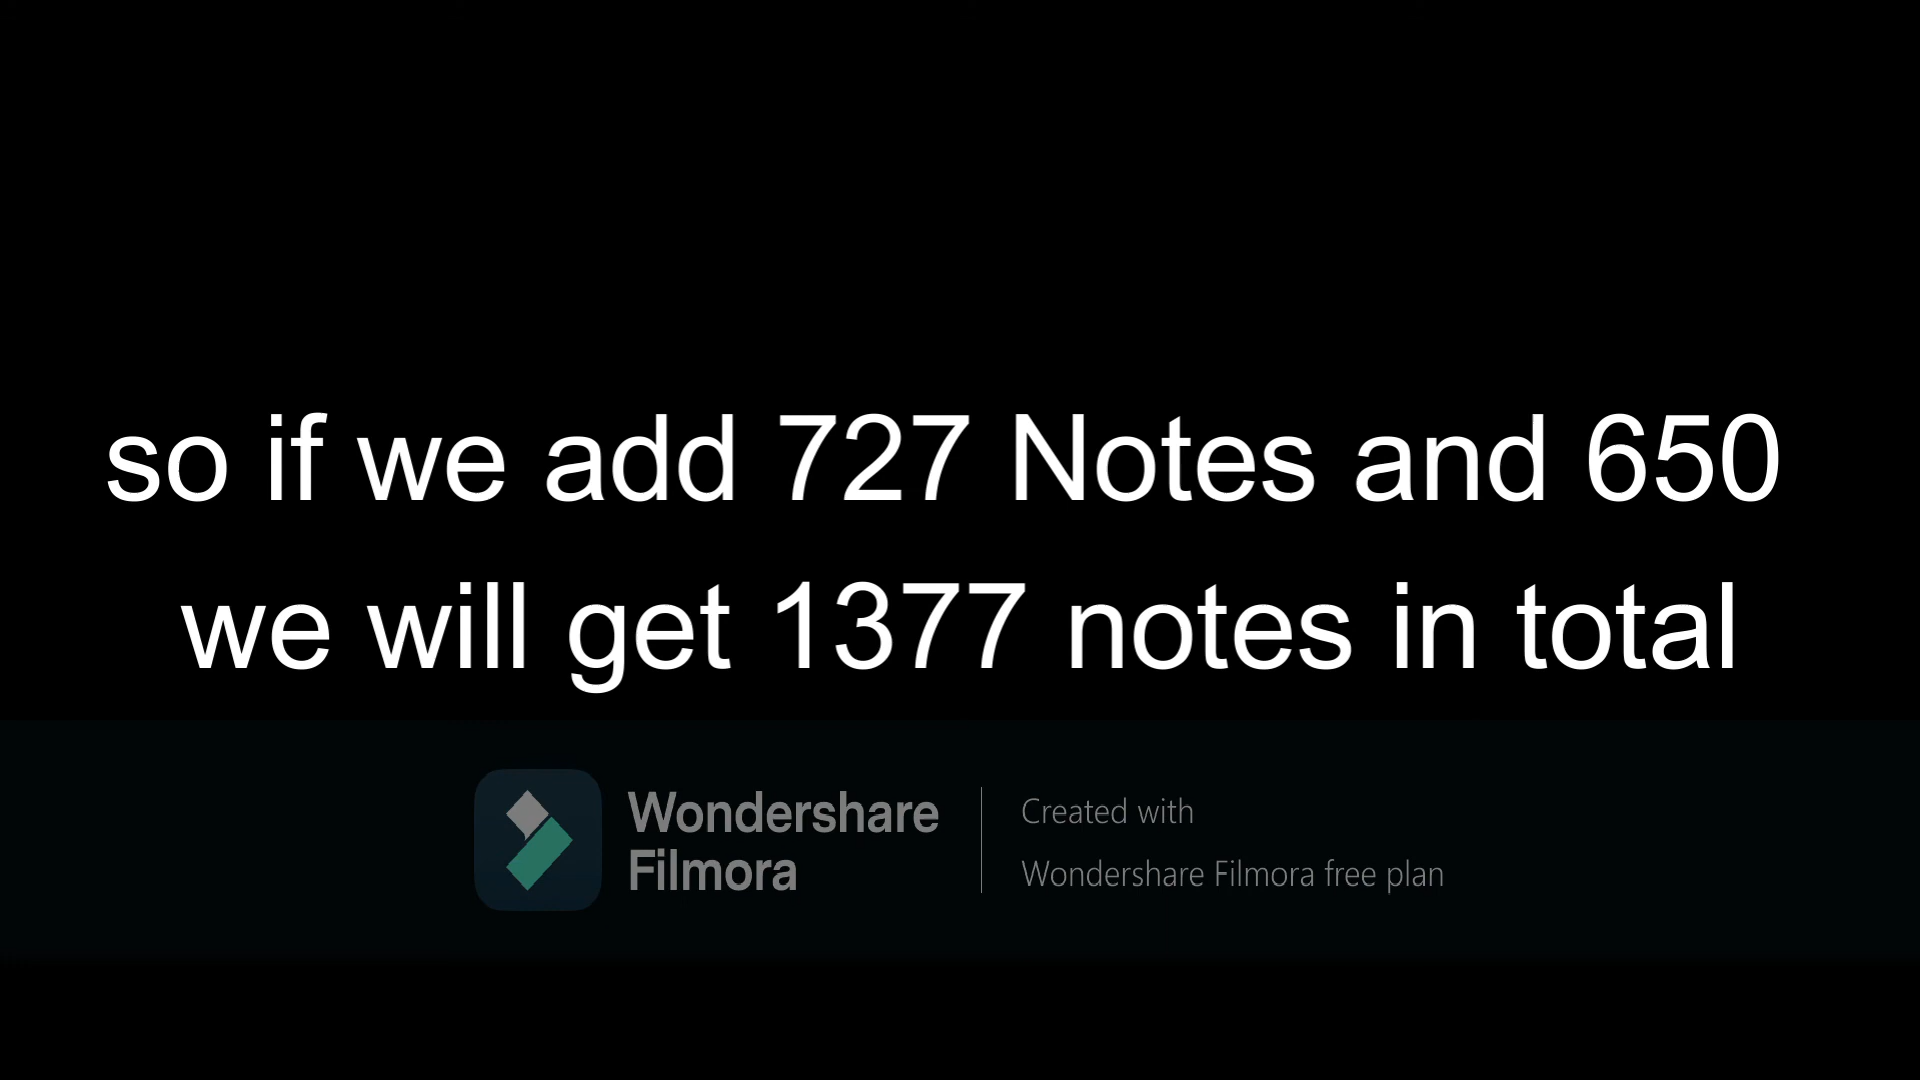 so if we add 727 Notes and 650
we will get 1377 notes in total
Wondershare
Filmora
Created with
Wondershare Filmora free plan